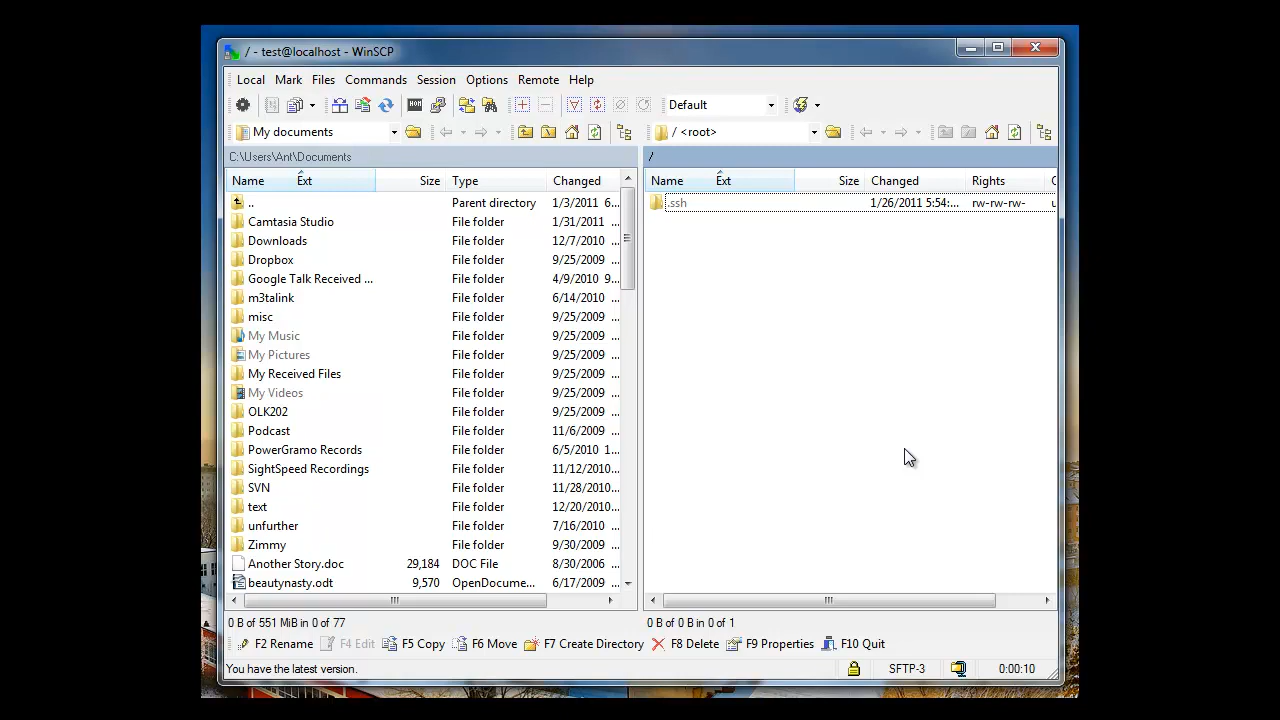 / - test@localhost - WinSCP
Local Mark Files Commands Session Options Remote Help
Default
My documents
/ <root>
C:\Users\Ant\Documents
/
Name Ext Size Type Changed
Name Ext Size Changed Rights
.. Parent directory 1/3/2011 6...
.ssh 1/26/2011 5:54:... rw-rw-rw-
Camtasia Studio File folder 1/31/2011 ...
Downloads File folder 12/7/2010 ...
Dropbox File folder 9/25/2009 ...
Google Talk Received ... File folder 4/9/2010 9...
m3talink File folder 6/14/2010 ...
misc File folder 9/25/2009 ...
My Music File folder 9/25/2009 ...
My Pictures File folder 9/25/2009 ...
My Received Files File folder 9/25/2009 ...
My Videos File folder 9/25/2009 ...
OLK202 File folder 9/25/2009 ...
Podcast File folder 11/6/2009 ...
PowerGramo Records File folder 6/5/2010 1...
SightSpeed Recordings File folder 11/12/2010...
SVN File folder 11/28/2010...
text File folder 12/20/2010...
unfurther File folder 7/16/2010 ...
Zimmy File folder 9/30/2009 ...
Another Story.doc 29,184 DOC File 8/30/2006 ...
beautynasty.odt 9,570 OpenDocume... 6/17/2009 ...
0 B of 551 MiB in 0 of 77
0 B of 0 B in 0 of 1
F2 Rename F4 Edit F5 Copy F6 Move F7 Create Directory F8 Delete F9 Properties F10 Quit
You have the latest version.
SFTP-3
0:00:10